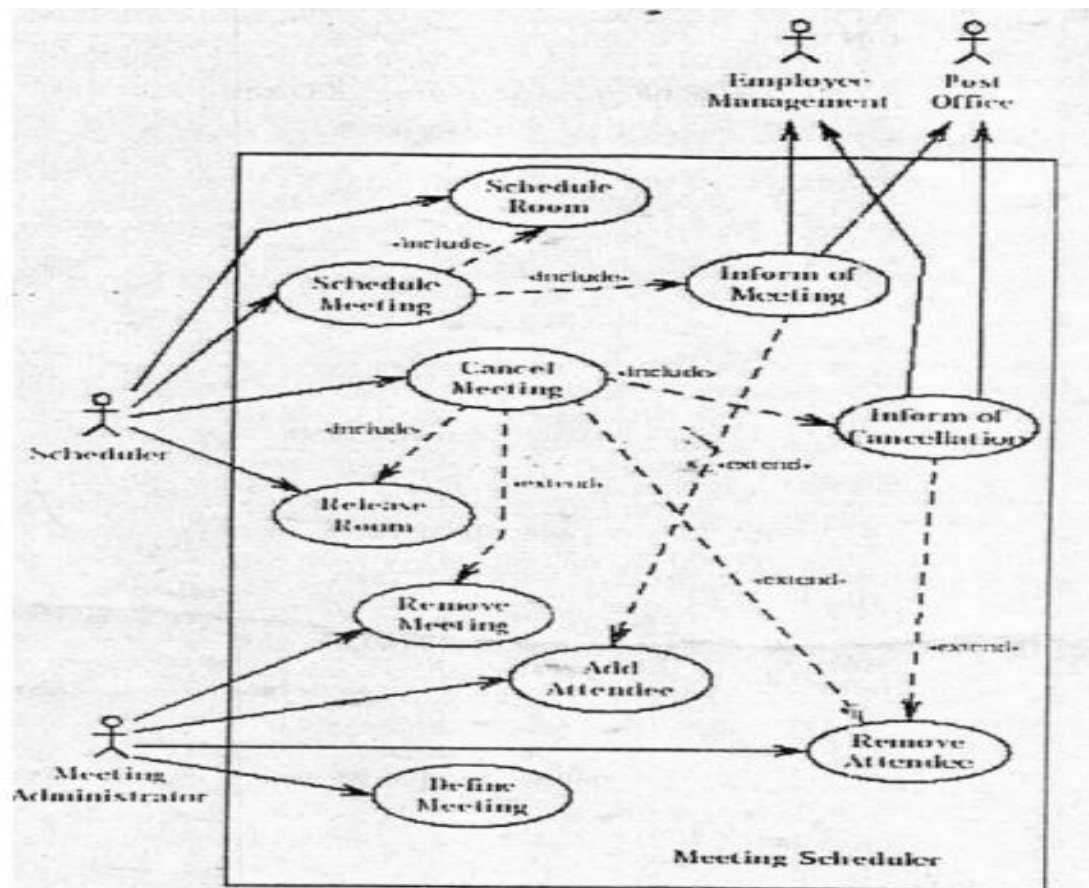 Employee
Management
Post
Office
Schedule
Room
«include»
Schedule
Meeting
«include»
Inform of
Meeting
Cancel
Meeting
«include»
Inform of
Cancellation
Scheduler
«include»
«extend»
«extend»
Release
Room
«extend»
Remove
Meeting
«extend»
Add
Attendee
Remove
Attendee
Meeting
Administrator
Define
Meeting
Meeting Scheduler